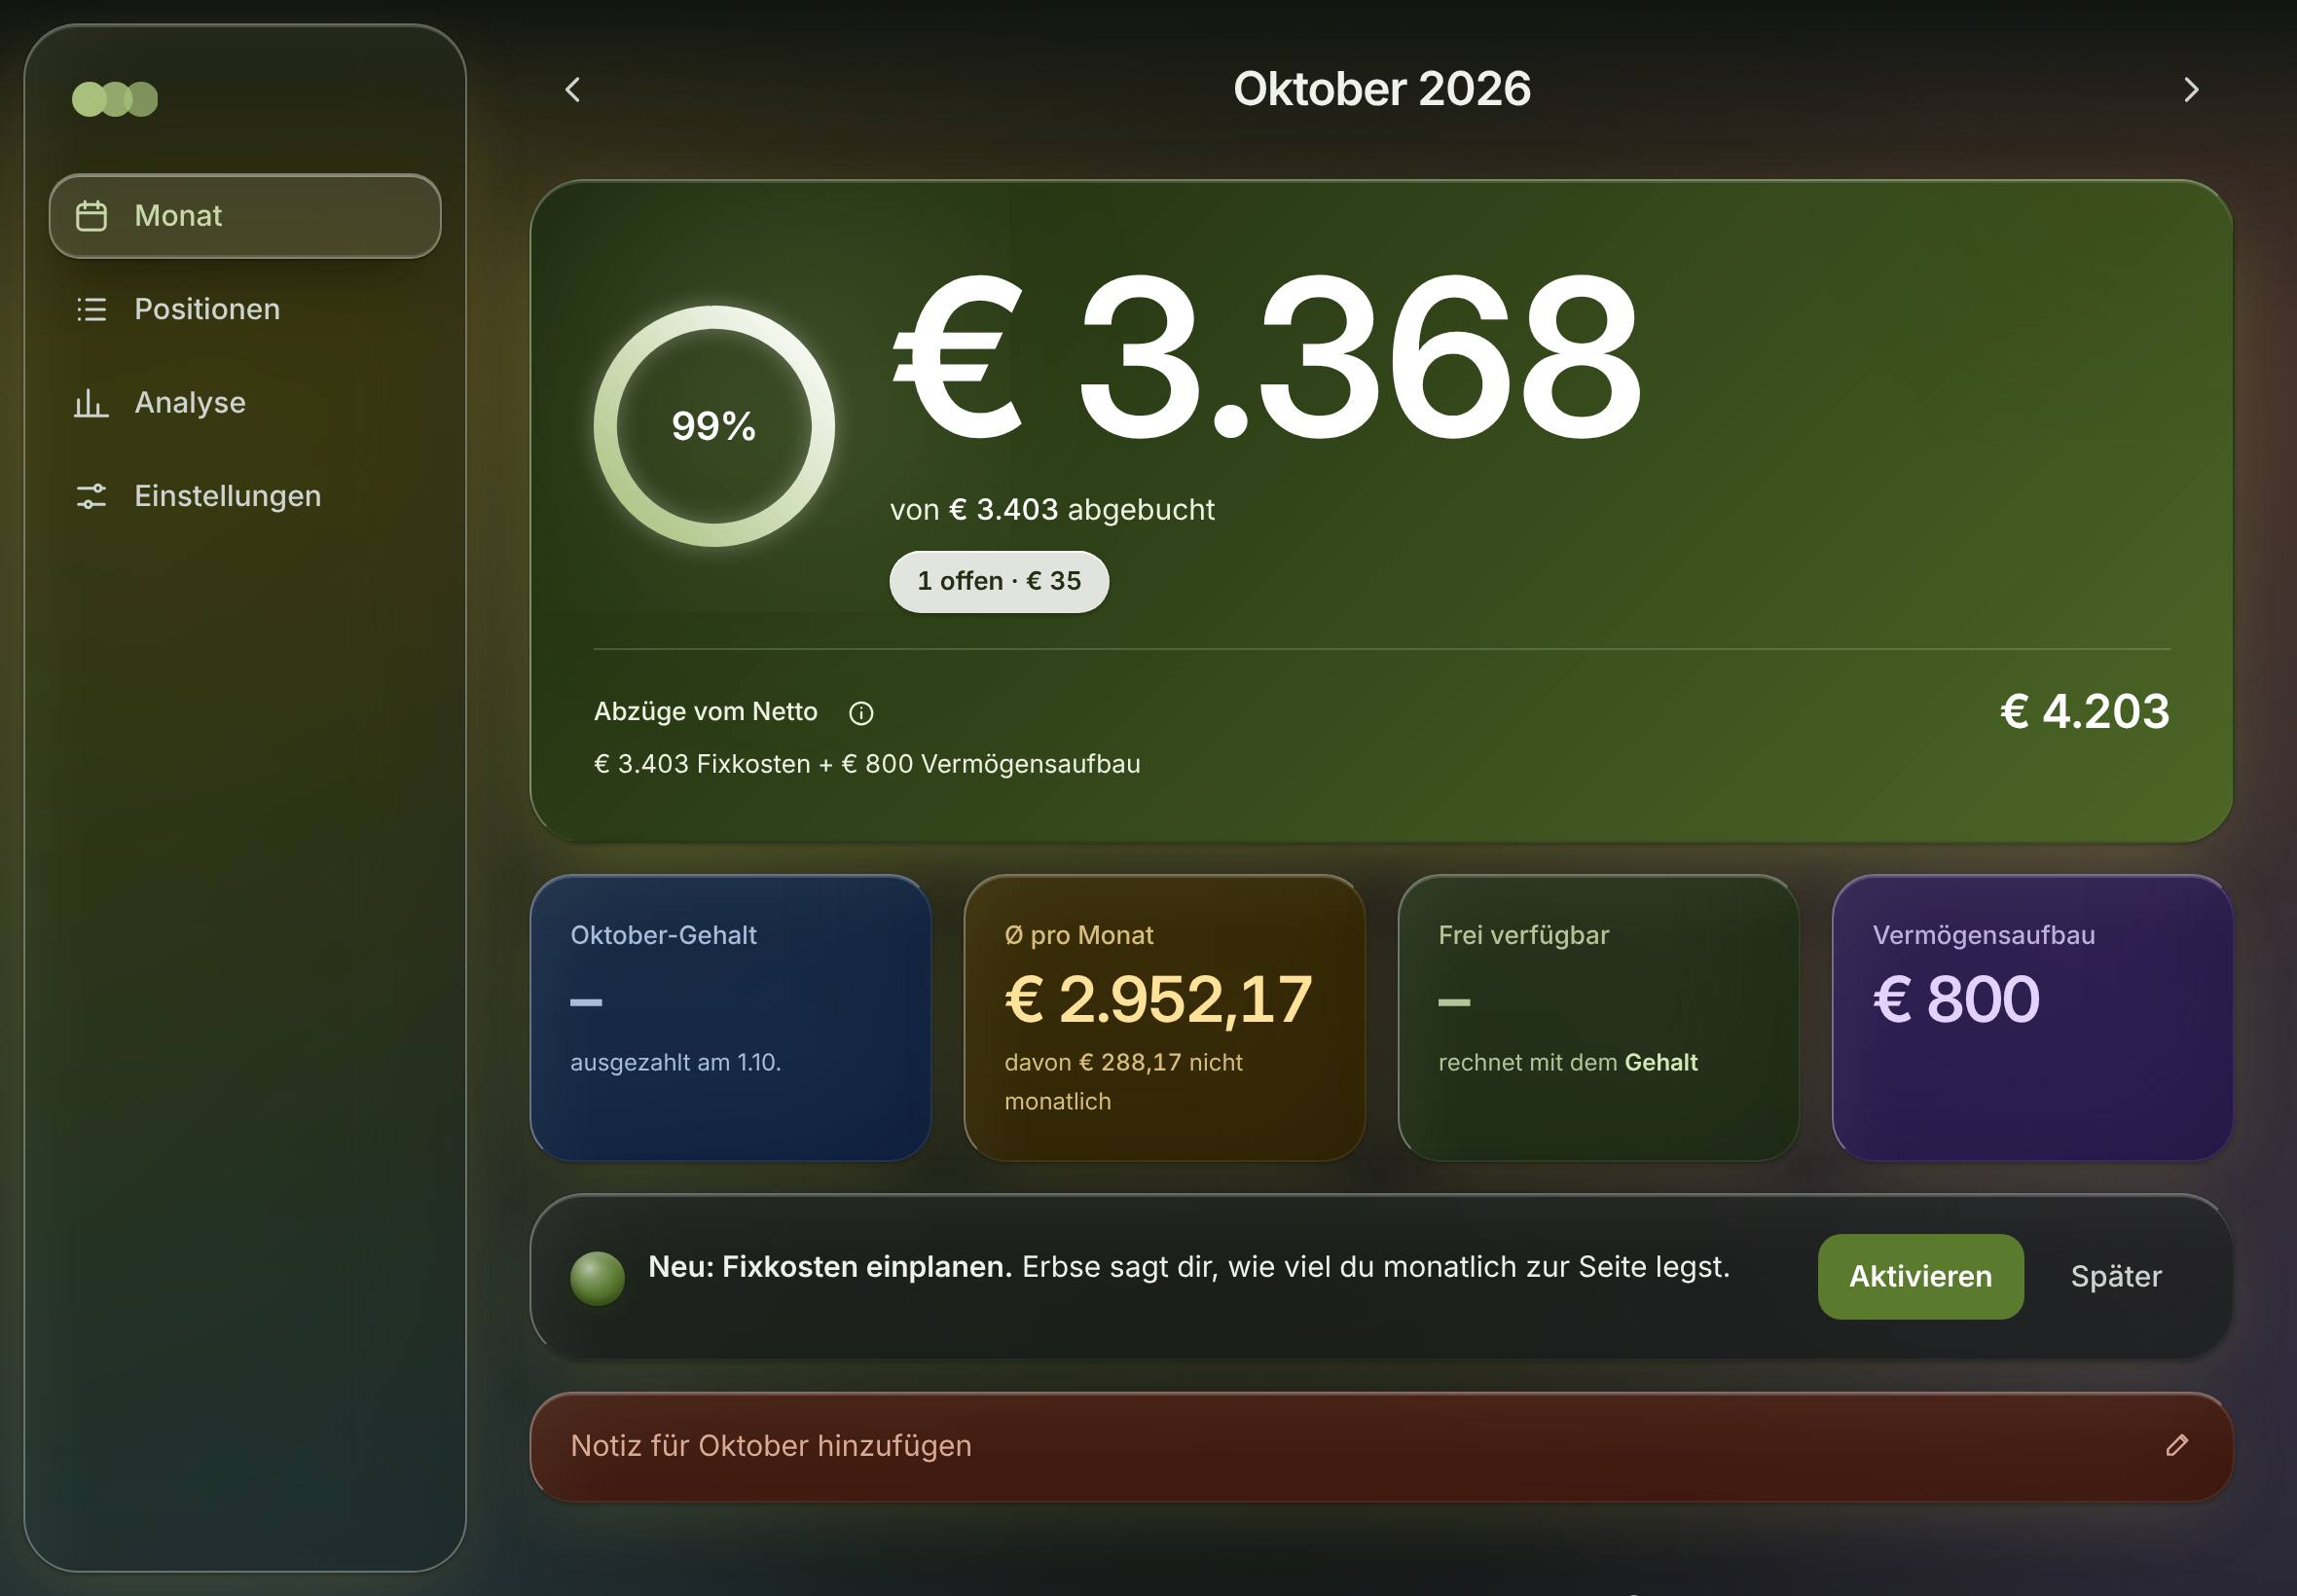 Oktober 2026
Monat
Positionen
Analyse
Einstellungen
99%
€ 3.368
von € 3.403 abgebucht
1 offen · € 35
Abzüge vom Netto
€ 4.203
€ 3.403 Fixkosten + € 800 Vermögensaufbau
Oktober-Gehalt
–
ausgezahlt am 1.10.
Ø pro Monat
€ 2.952,17
davon € 288,17 nicht
monatlich
Frei verfügbar
–
rechnet mit dem Gehalt
Vermögensaufbau
€ 800
Neu: Fixkosten einplanen. Erbse sagt dir, wie viel du monatlich zur Seite legst.
Aktivieren
Später
Notiz für Oktober hinzufügen